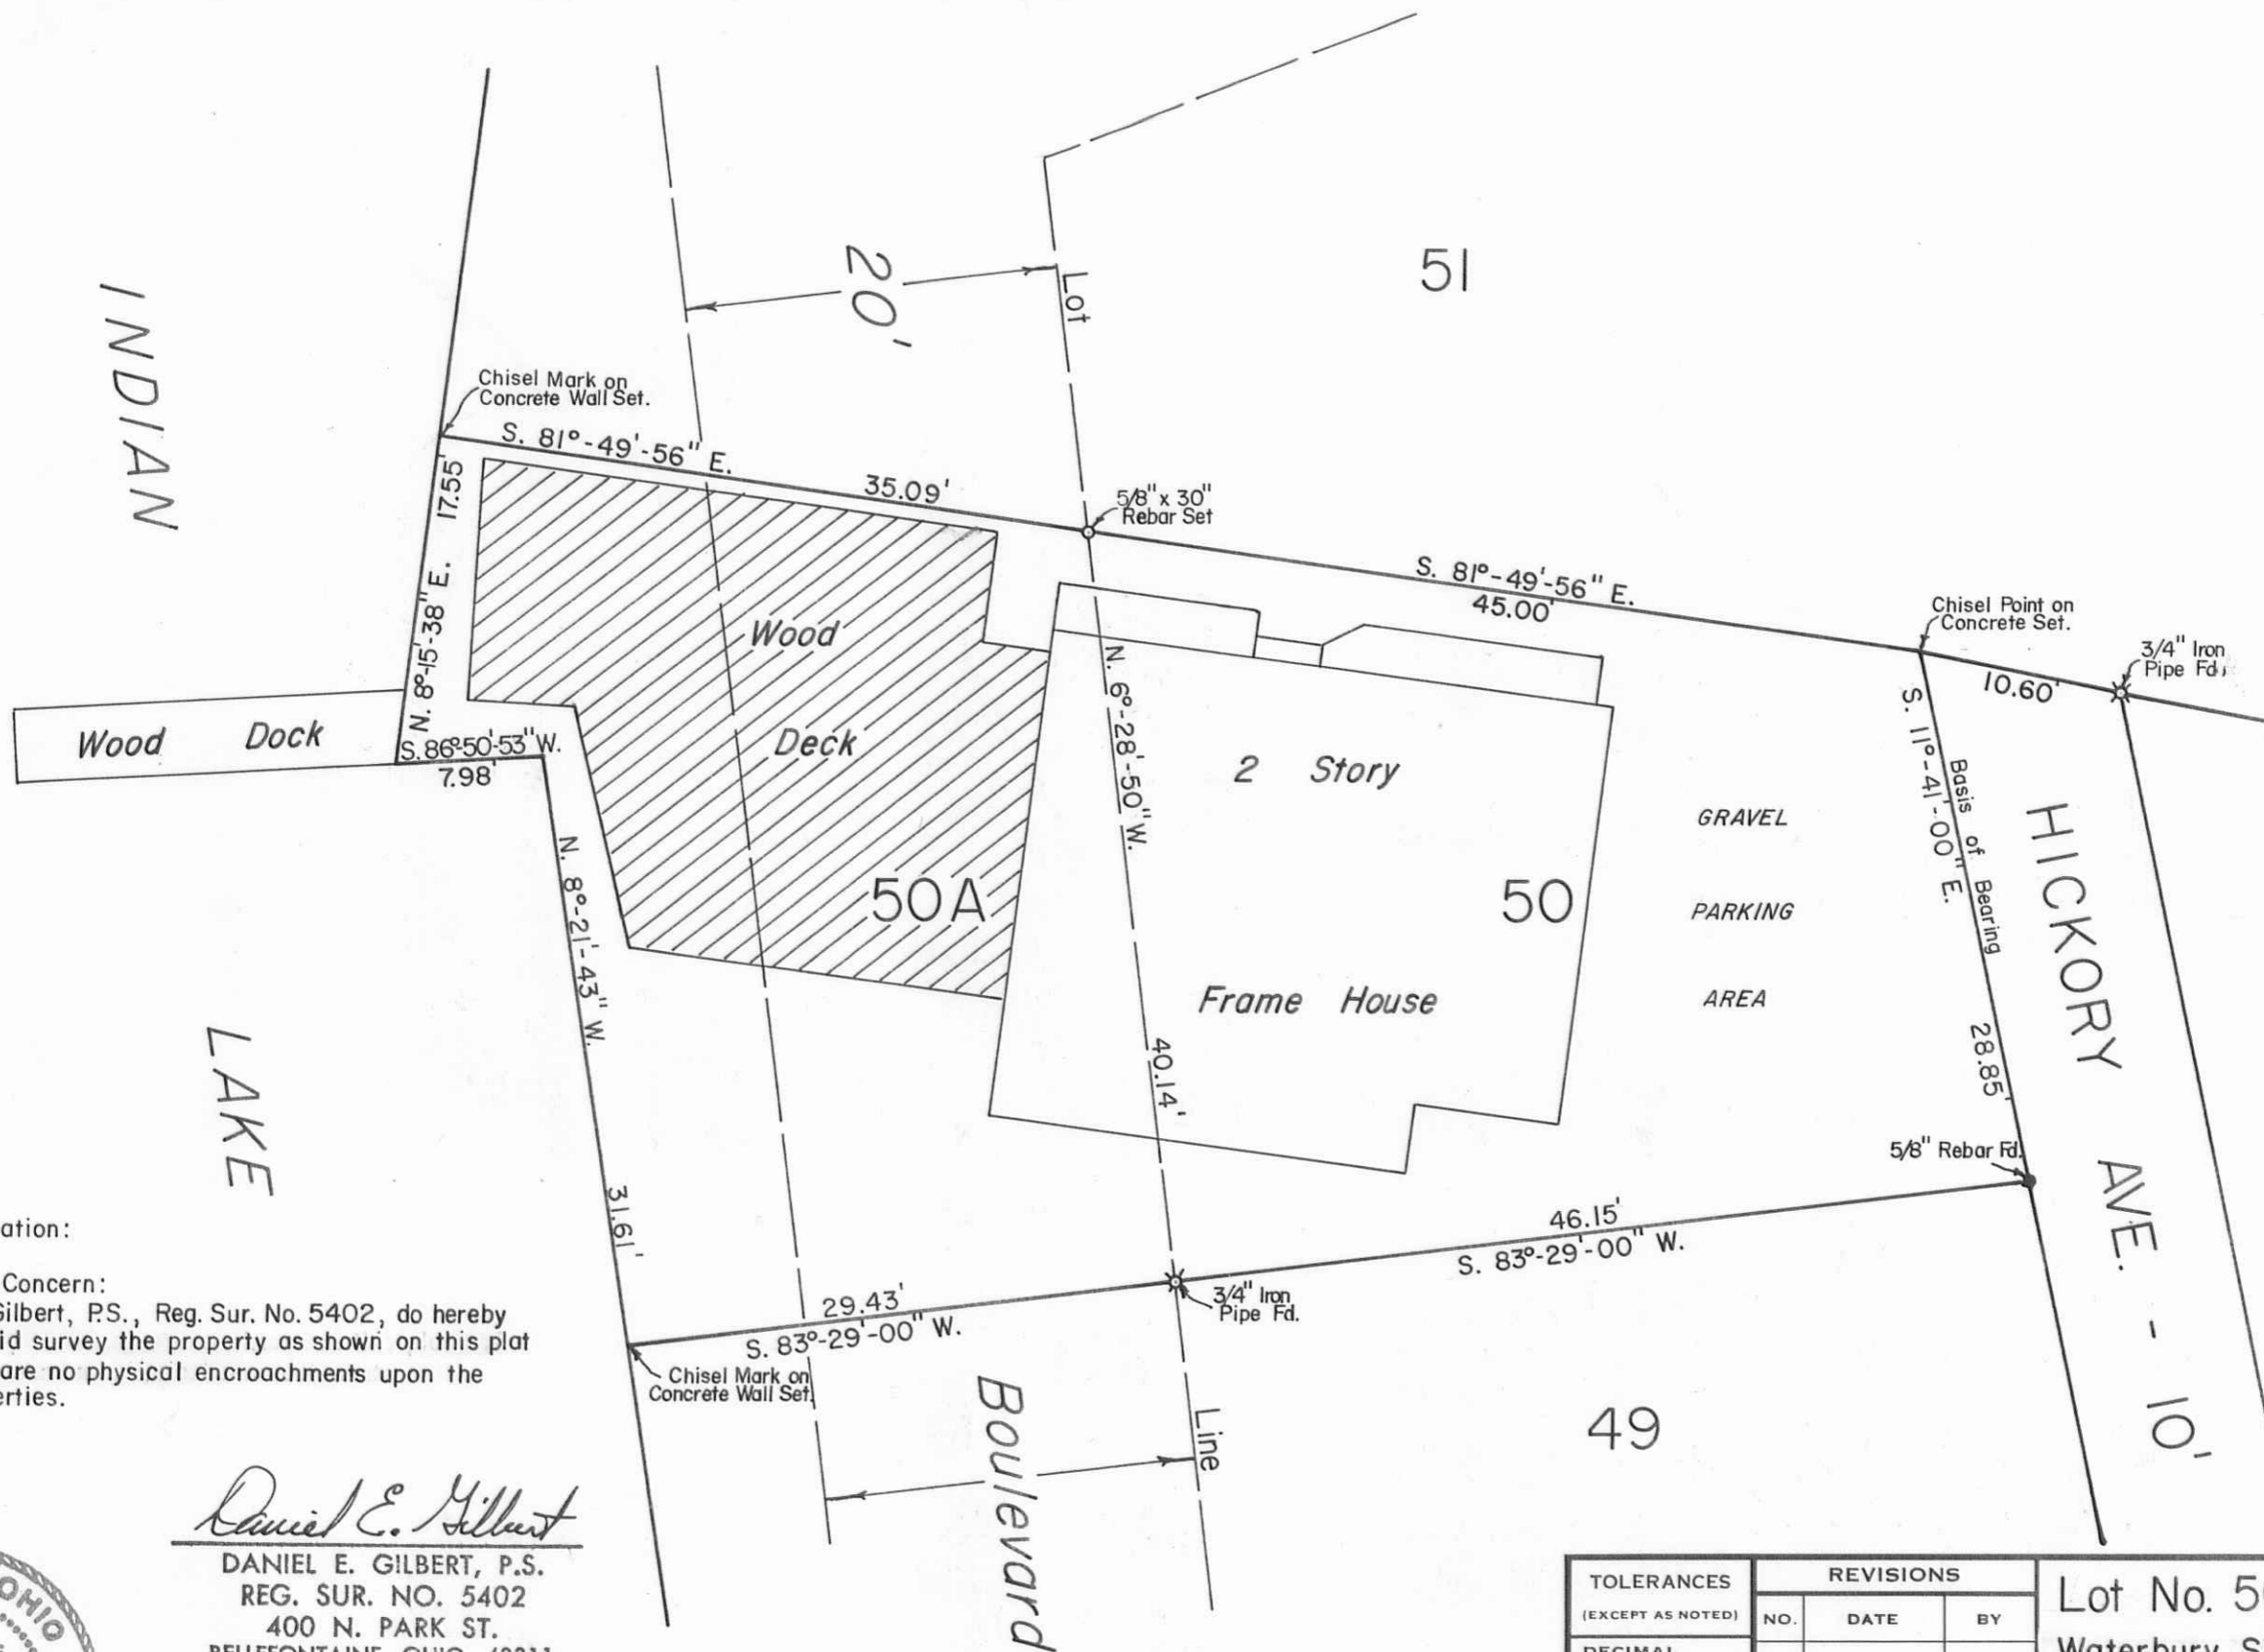 51
20'
Lot
INDIAN
Chisel Mark on
Concrete Wall Set.
S. 81°-49'-56" E.
35.09'
17.55'
N. 8°-15'-38" E.
5/8" x 30"
Rebar Set
S. 81°-49'-56" E.
45.00'
Chisel Point on
Concrete Set.
3/4" Iron
Pipe Fd.
10.60'
Wood
Deck
50A
N. 6°-28'-50" W.
40.14'
2 Story
Frame House
50
GRAVEL
PARKING
AREA
S. 11°-41'-00" E.
Basis of Bearing
28.85'
HICKORY AVE. - 10'
Wood Dock
S. 86°-50'-53" W.
7.98'
N. 8°-21'-43" W.
31.61'
LAKE
5/8" Rebar Fd.
46.15'
S. 83°-29'-00" W.
3/4" Iron
Pipe Fd.
29.43'
S. 83°-29'-00" W.
Chisel Mark on
Concrete Wall Set.
Boulevard
Line
49
ation:
Concern:
Gilbert, P.S., Reg. Sur. No. 5402, do hereby
id survey the property as shown on this plat
are no physical encroachments upon the
erties.
Daniel E. Gilbert
DANIEL E. GILBERT, P.S.
REG. SUR. NO. 5402
400 N. PARK ST.
BELLEFONTAINE, OHIO
OHIO
TOLERANCES
(EXCEPT AS NOTED)
DECIMAL
REVISIONS
NO. DATE BY
Lot No. 5
Waterbury S